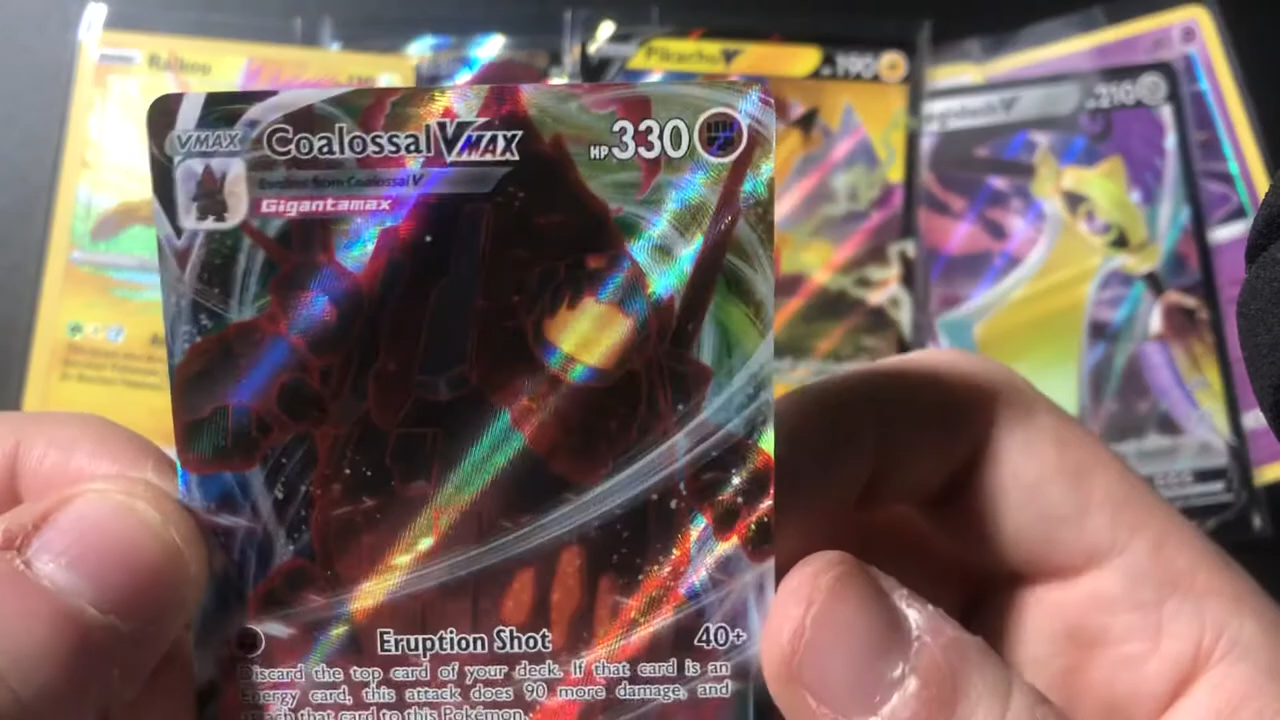 Raikou
Pikachu V
190
210
VMAX
Coalossal VMAX
HP 330
Evolves from Coalossal V
Gigantamax
Eruption Shot 40+
Discard the top card of your deck. If that card is an
Energy card, this attack does 90 more damage, and
attach that card to this Pokémon.